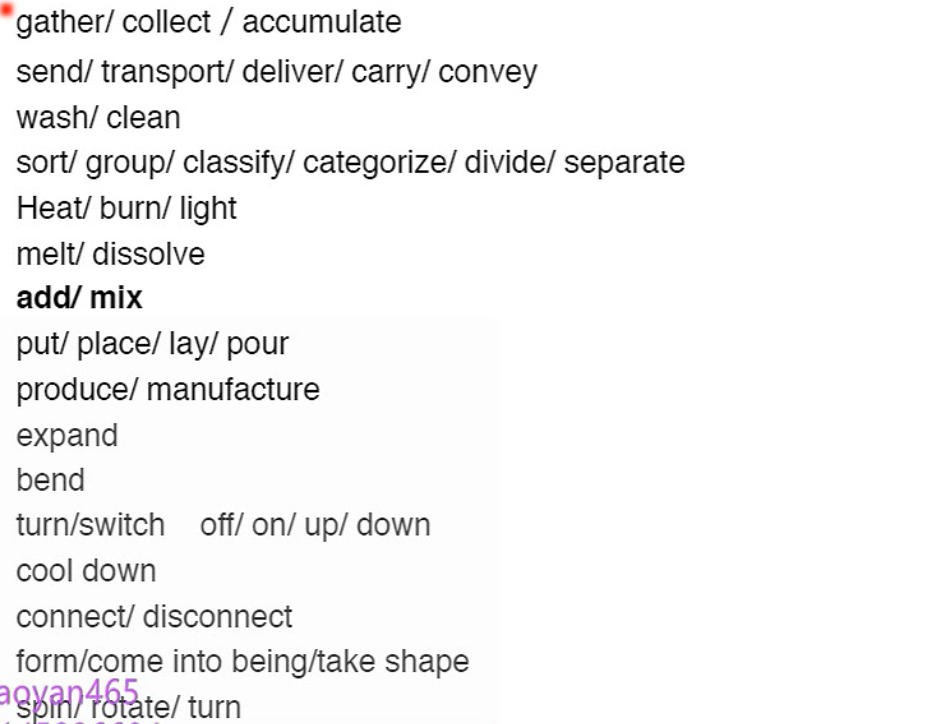 gather/ collect / accumulate
send/ transport/ deliver/ carry/ convey
wash/ clean
sort/ group/ classify/ categorize/ divide/ separate
Heat/ burn/ light
melt/ dissolve
add/ mix
put/ place/ lay/ pour
produce/ manufacture
expand
bend
turn/switch off/ on/ up/ down
cool down
connect/ disconnect
form/come into being/take shape
aoyan465
spin/ rotate/ turn